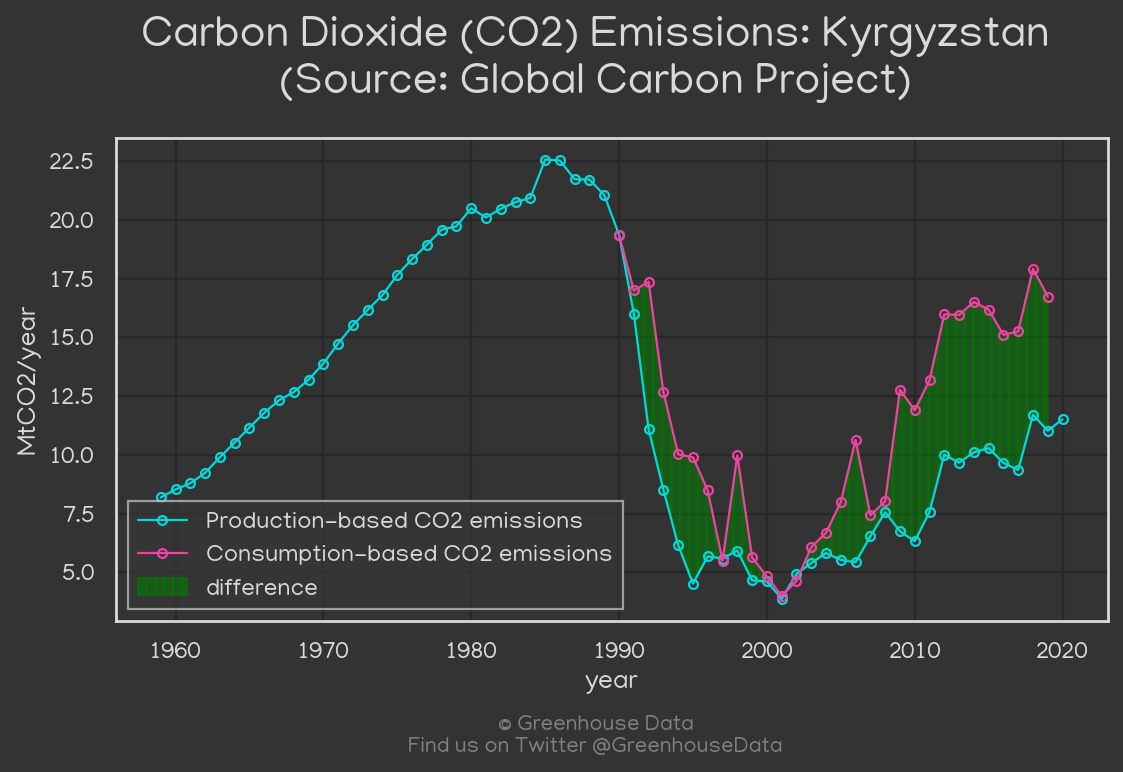 Carbon Dioxide (CO2) Emissions: Kyrgyzstan
(Source: Global Carbon Project)
22.5
20.0
17.5
15.0
12.5
10.0
7.5
5.0
MtCO2/year
Production-based CO2 emissions
Consumption-based CO2 emissions
difference
1960 1970 1980 1990 2000 2010 2020
year
© Greenhouse Data
Find us on Twitter @GreenhouseData